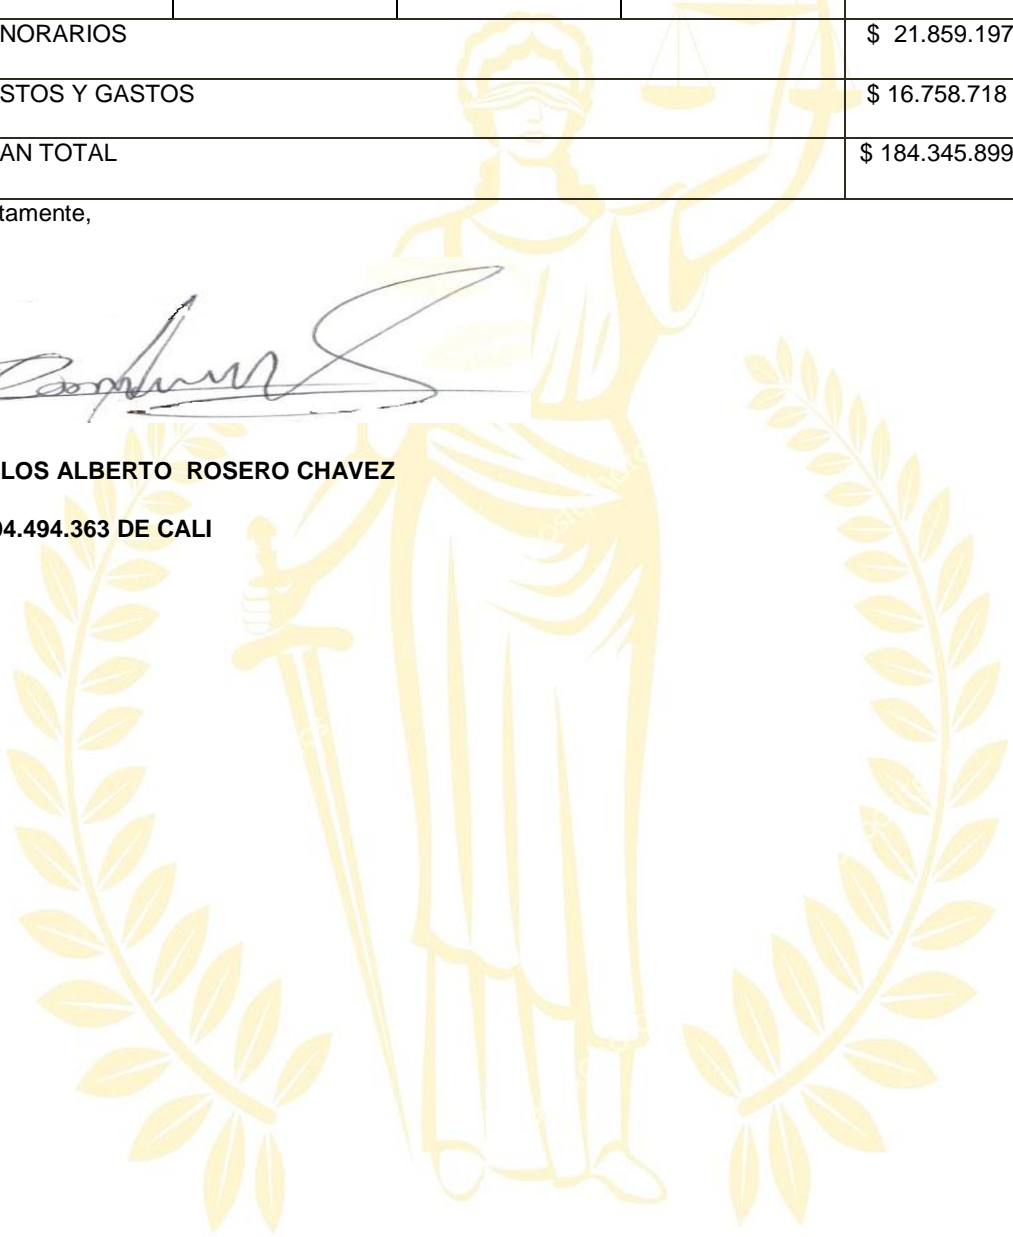 NORARIOS $ 21.859.197
STOS Y GASTOS $ 16.758.718
AN TOTAL $ 184.345.899
tamente,
LOS ALBERTO ROSERO CHAVEZ
94.494.363 DE CALI